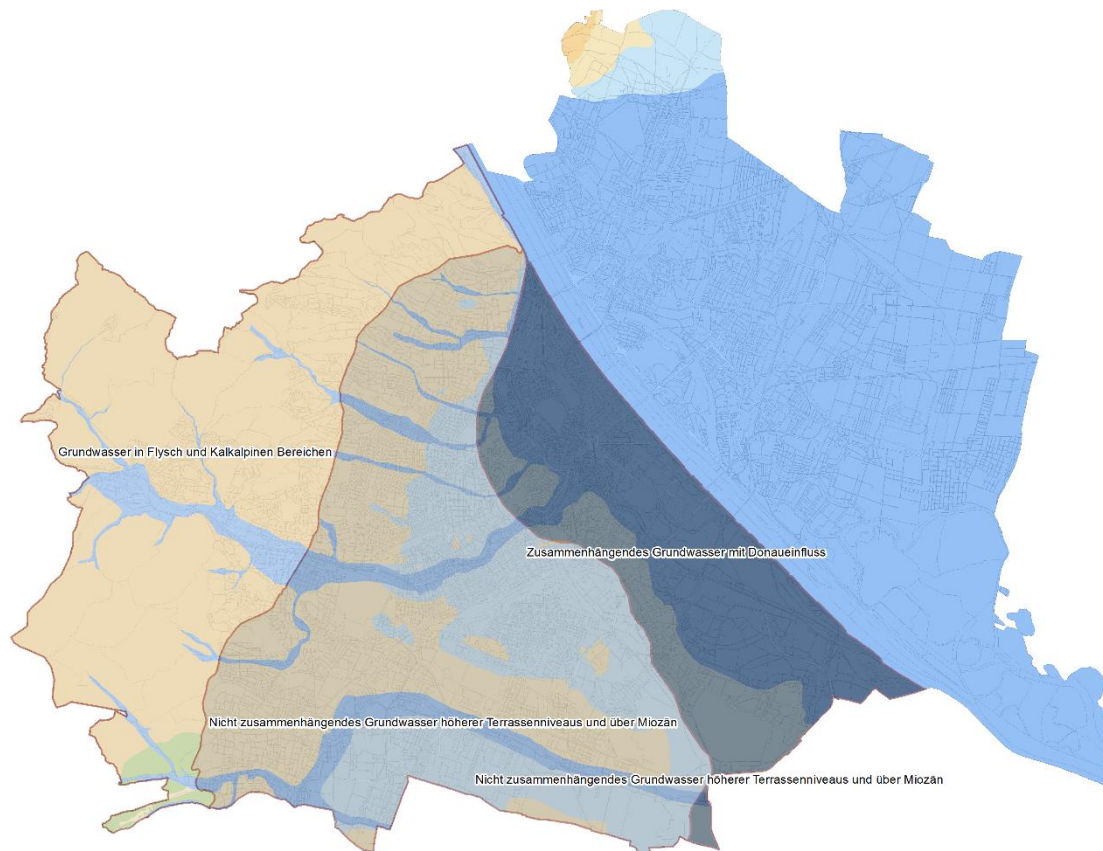 Grundwasser in Flysch und Kalkalpinen Bereichen
Zusammenhängendes Grundwasser mit Donaueinfluss
Nicht zusammenhängendes Grundwasser höherer Terrassenniveaus und über Miozän
Nicht zusammenhängendes Grundwasser höherer Terrassenniveaus und über Miozän